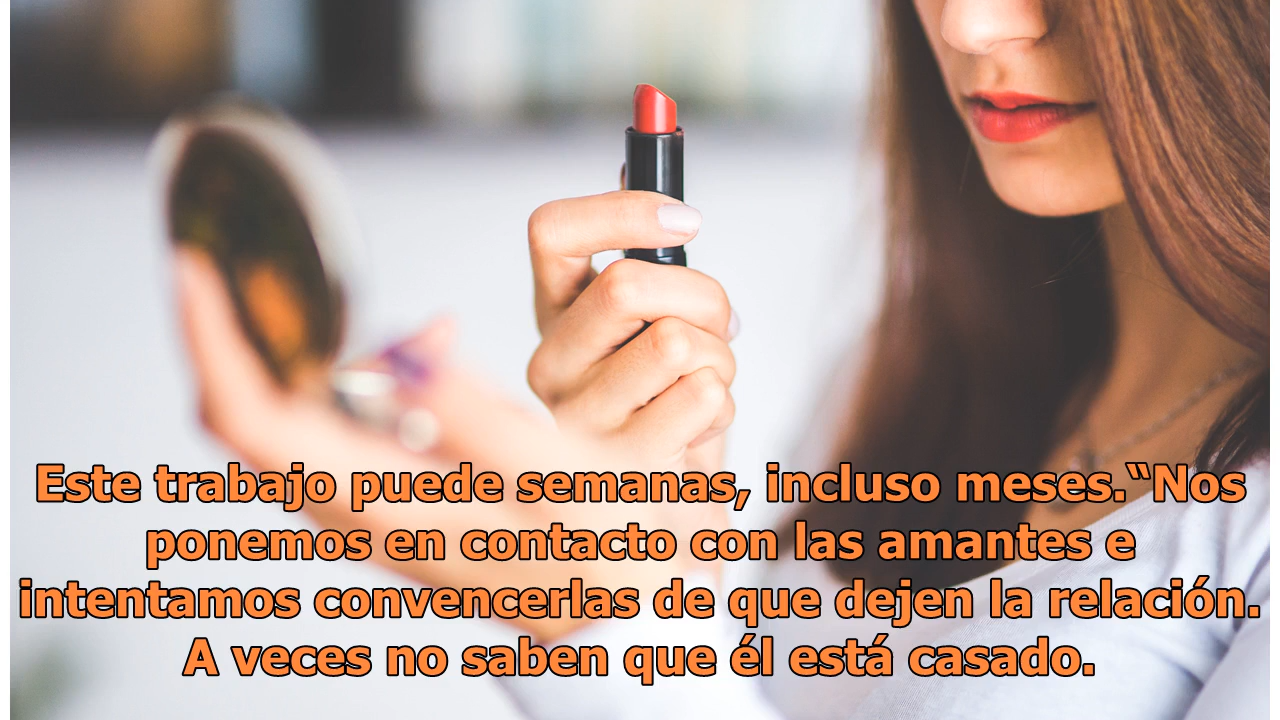 Este trabajo puede semanas, incluso meses.“Nos
ponemos en contacto con las amantes e
intentamos convencerlas de que dejen la relación.
A veces no saben que él está casado.